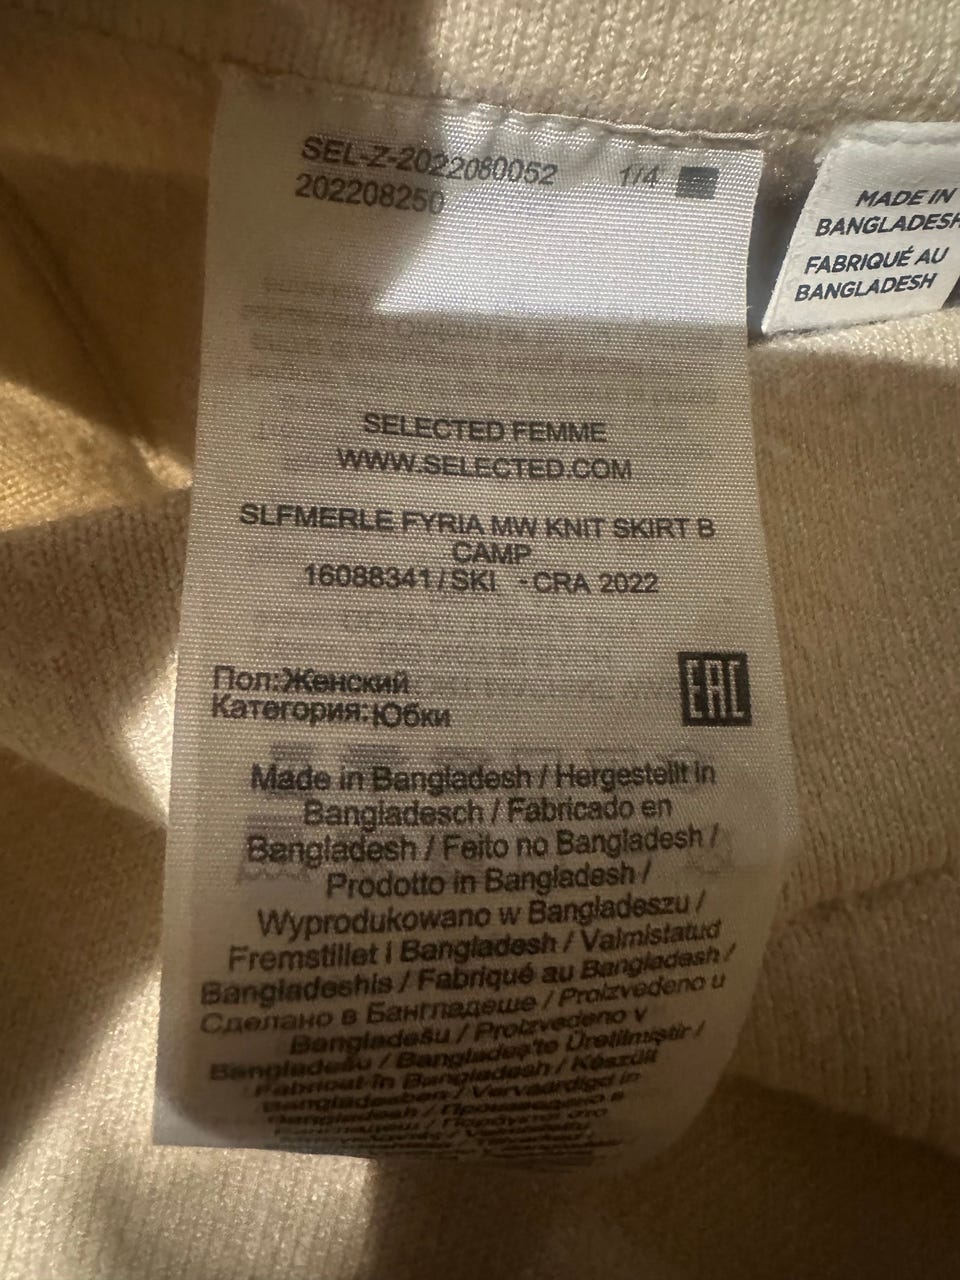 SEL-Z-2022080052 1/4
202208250
MADE IN
BANGLADESH
FABRIQUÉ AU
BANGLADESH
SELECTED FEMME
WWW.SELECTED.COM
SLFMERLE FYRIA MW KNIT SKIRT B
CAMP
16088341/SKI - CRA 2022
Пол:Женский
Категория:Юбки
EAC
Made in Bangladesh / Hergestellt in
Bangladesch / Fabricado en
Bangladesh / Feito no Bangladesh /
Prodotto in Bangladesh /
Wyprodukowano w Bangladeszu /
Fremstillet i Bangladesh / Valmistatud
Bangladeshis / Fabriqué au Bangladesh /
Сделано в Бангладеше / Proizvedeno u
Bangladešu / Proizvedeno v
Bangladešu / Bangladeş'te Üretilmiştir /
Fabricat în Bangladesh / Készült
Bangladesben / Vervaardigd in